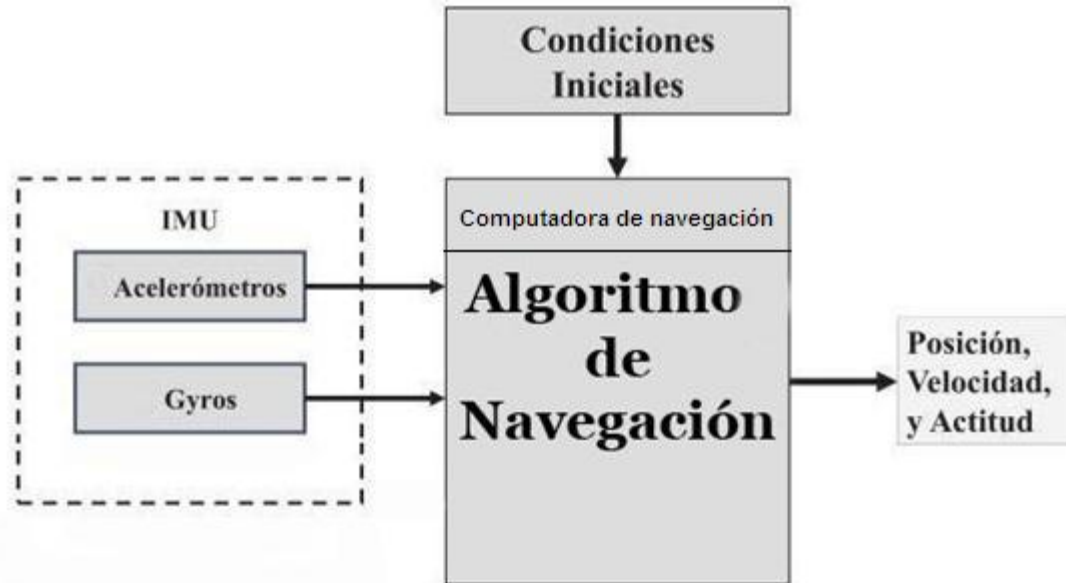 Condiciones
Iniciales
IMU
Acelerómetros
Gyros
Computadora de navegación
Algoritmo
de
Navegación
Posición,
Velocidad,
y Actitud